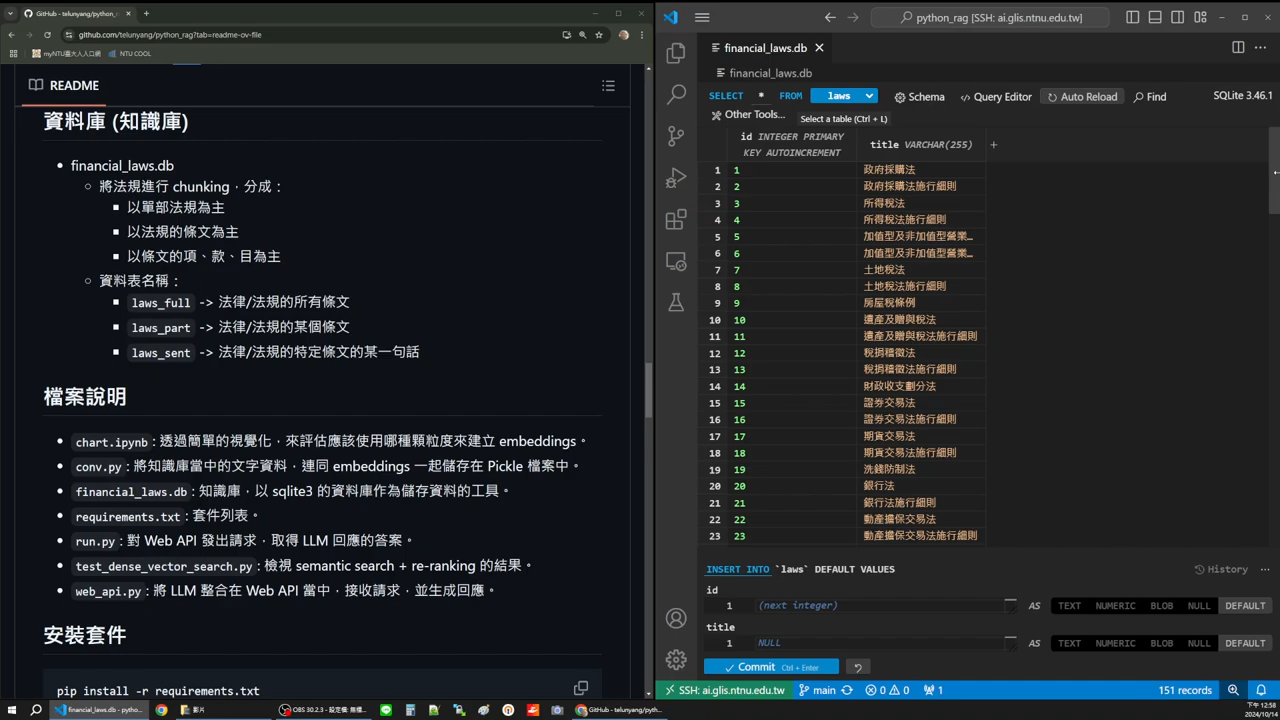 GitHub - telunyang/python_r
github.com/telunyang/python_rag?tab=readme-ov-file
myNTU臺大人入口網
NTU COOL
README
資料庫 (知識庫)
financial_laws.db
將法規進行 chunking，分成：
以單部法規為主
以法規的條文為主
以條文的項、款、目為主
資料表名稱：
laws_full -> 法律/法規的所有條文
laws_part -> 法律/法規的某個條文
laws_sent -> 法律/法規的特定條文的某一句話
檔案說明
chart.ipynb: 透過簡單的視覺化，來評估應該使用哪種顆粒度來建立 embeddings。
conv.py: 將知識庫當中的文字資料，連同 embeddings 一起儲存在 Pickle 檔案中。
financial_laws.db: 知識庫，以 sqlite3 的資料庫作為儲存資料的工具。
requirements.txt: 套件列表。
run.py: 對 Web API 發出請求，取得 LLM 回應的答案。
test_dense_vector_search.py: 檢視 semantic search + re-ranking 的結果。
web_api.py: 將 LLM 整合在 Web API 當中，接收請求，並生成回應。
安裝套件
pip install -r requirements.txt
python_rag [SSH: ai.glis.ntnu.edu.tw]
financial_laws.db
financial_laws.db
SELECT * FROM laws Schema Query Editor Auto Reload Find SQLite 3.46.1
Other Tools...
Select a table (Ctrl + L)
id INTEGER PRIMARY KEY AUTOINCREMENT title VARCHAR(255) +
1 1 政府採購法
2 2 政府採購法施行細則
3 3 所得稅法
4 4 所得稅法施行細則
5 5 加值型及非加值型營業…
6 6 加值型及非加值型營業…
7 7 土地稅法
8 8 土地稅法施行細則
9 9 房屋稅條例
10 10 遺產及贈與稅法
11 11 遺產及贈與稅法施行細則
12 12 稅捐稽徵法
13 13 稅捐稽徵法施行細則
14 14 財政收支劃分法
15 15 證券交易法
16 16 證券交易法施行細則
17 17 期貨交易法
18 18 期貨交易法施行細則
19 19 洗錢防制法
20 20 銀行法
21 21 銀行法施行細則
22 22 動產擔保交易法
23 23 動產擔保交易法施行細則
INSERT INTO `laws` DEFAULT VALUES
History
id
1 (next integer) AS TEXT NUMERIC BLOB NULL DEFAULT
title
1 NULL AS TEXT NUMERIC BLOB NULL DEFAULT
Commit Ctrl + Enter
SSH: ai.glis.ntnu.edu.tw main 0 0 1 151 records
financial_laws.db - pytho...
影片
OBS 30.2.3 - 設定檔: 無標...
GitHub - telunyang/py...
下午 12:58
2024/10/14